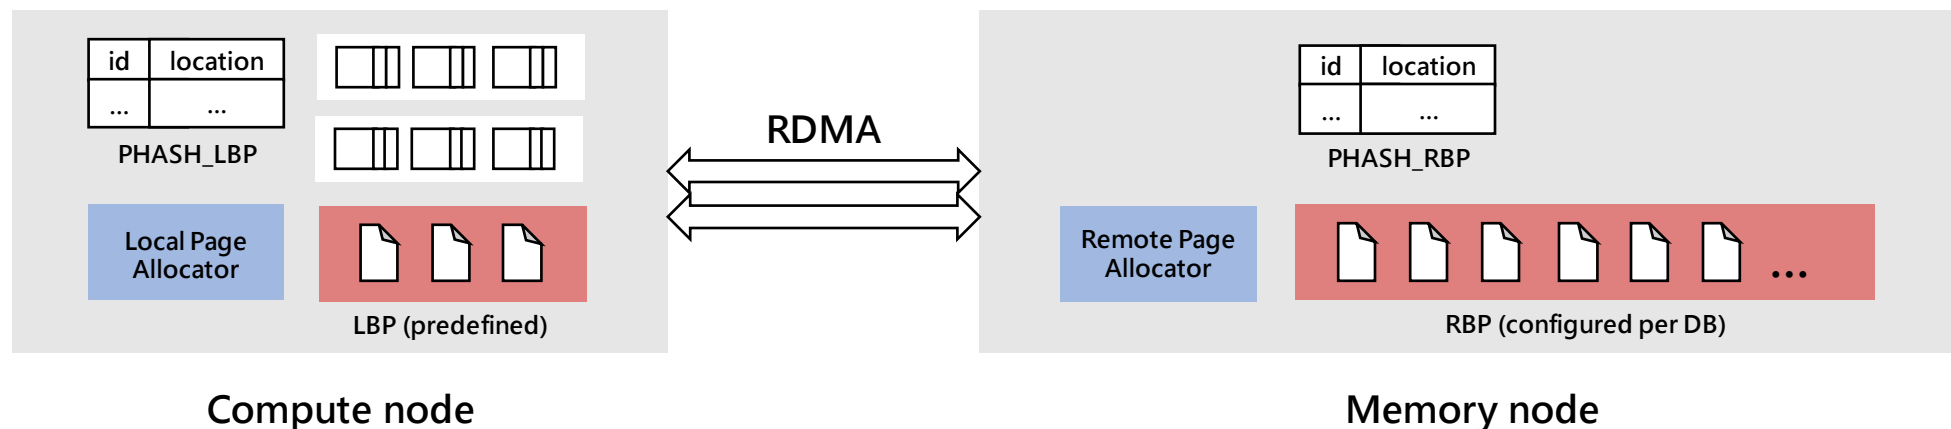 id location
... ...
PHASH_LBP
Local Page
Allocator
LBP (predefined)
Compute node
RDMA
id location
... ...
PHASH_RBP
Remote Page
Allocator
...
RBP (configured per DB)
Memory node